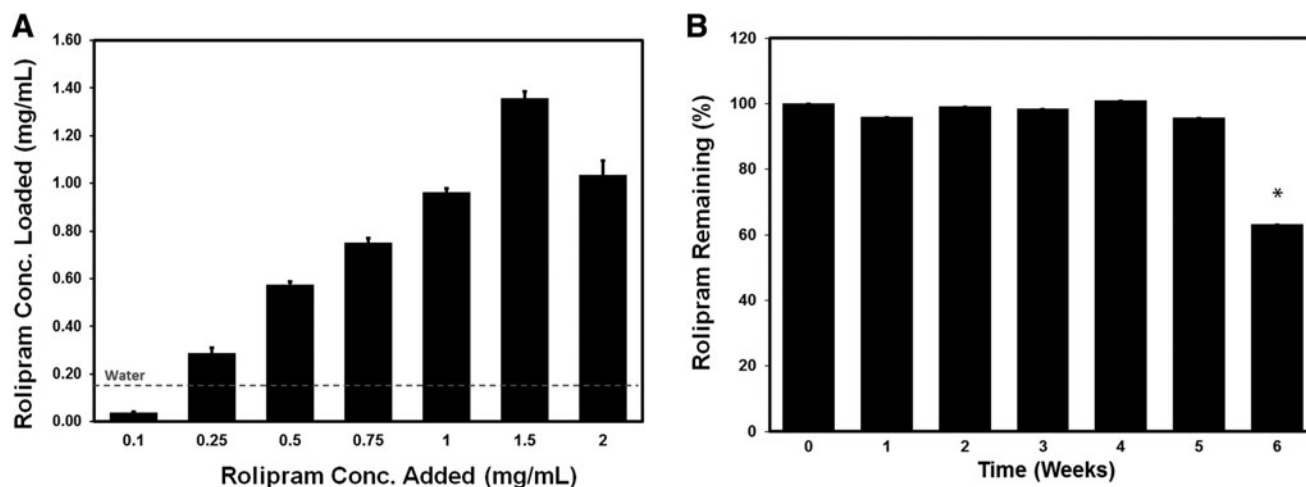 A
Rolipram Conc. Loaded (mg/mL)
1.60
1.40
1.20
1.00
0.80
0.60
0.40
0.20
0.00
Water
0.1 0.25 0.5 0.75 1 1.5 2
Rolipram Conc. Added (mg/mL)
B
Rolipram Remaining (%)
120
100
80
60
40
20
0
*
0 1 2 3 4 5 6
Time (Weeks)